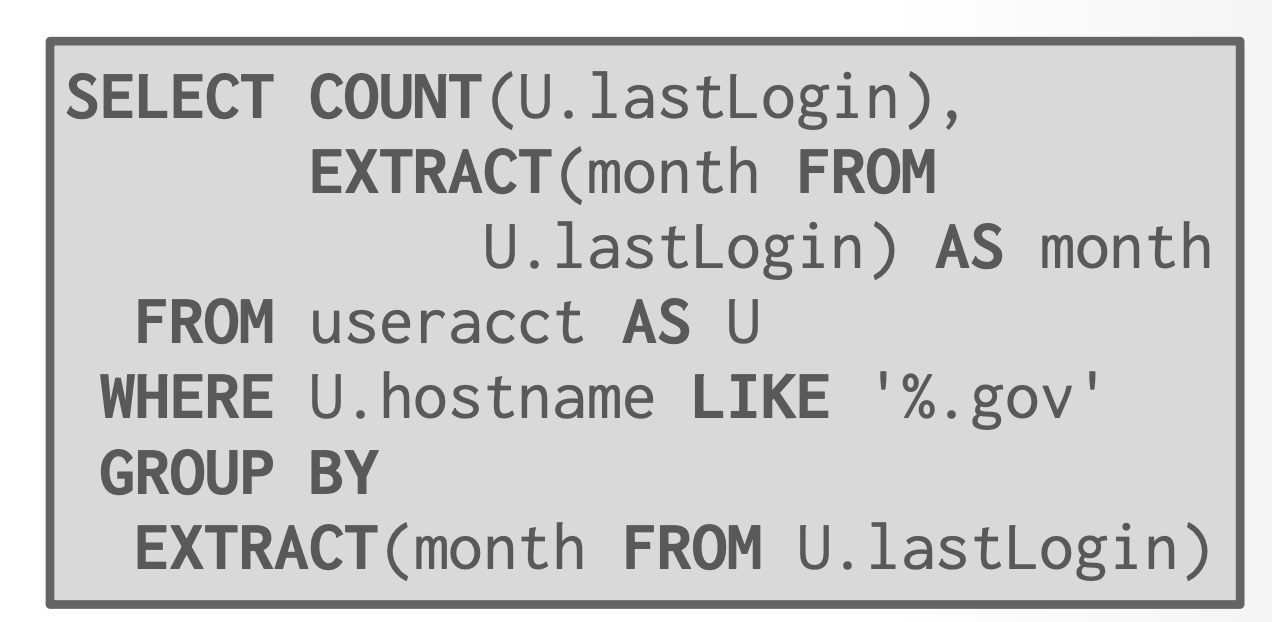 SELECT COUNT(U.lastLogin),
EXTRACT(month FROM
U.lastLogin) AS month
FROM useracct AS U
WHERE U.hostname LIKE '%.gov'
GROUP BY
EXTRACT(month FROM U.lastLogin)